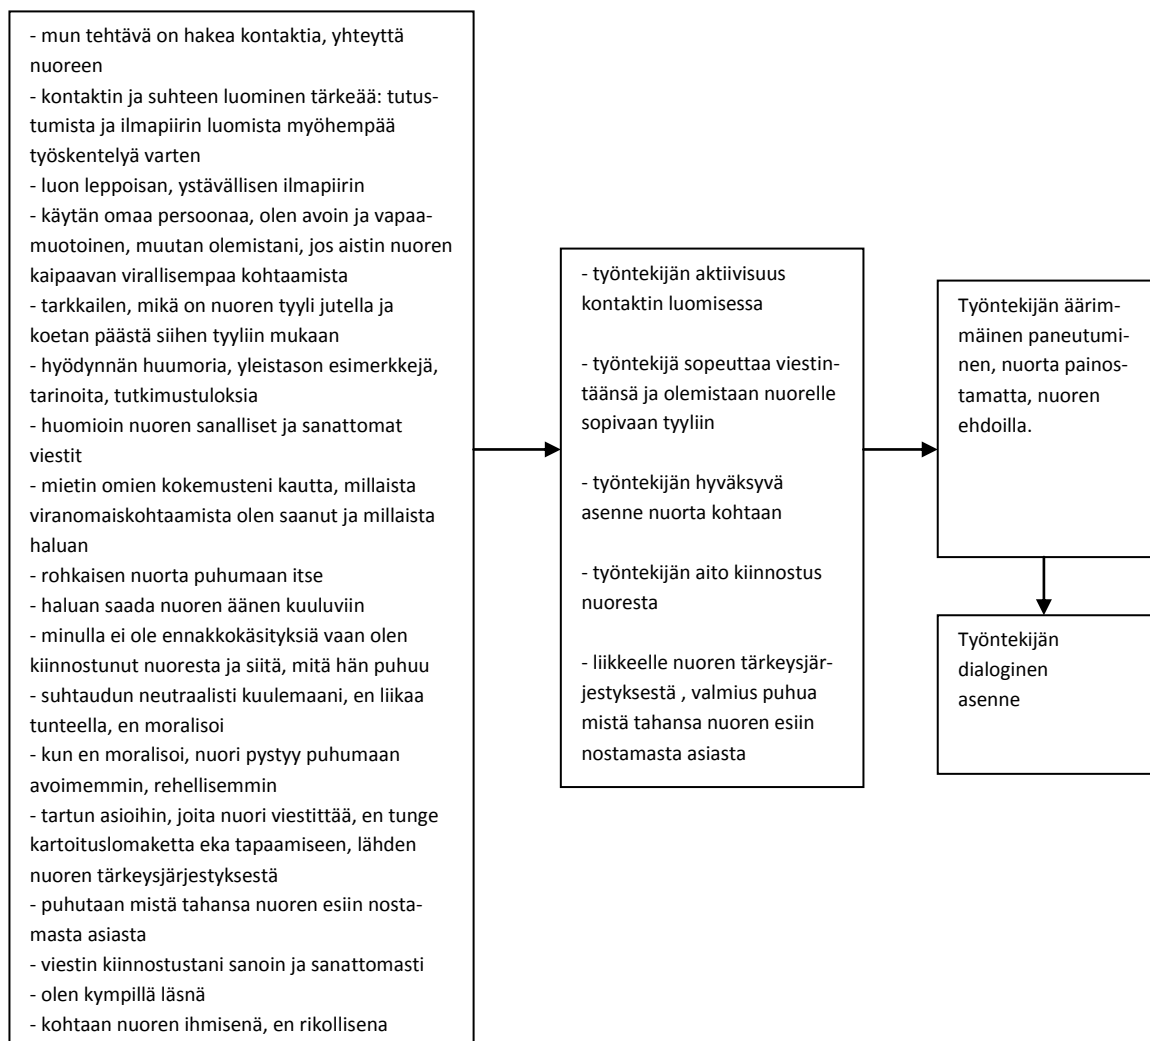 - mun tehtävä on hakea kontaktia, yhteyttä
nuoreen
- kontaktin ja suhteen luominen tärkeää: tutus-
tumista ja ilmapiirin luomista myöhempää
työskentelyä varten
- luon leppoisan, ystävällisen ilmapiirin
- käytän omaa persoonaa, olen avoin ja vapaa-
muotoinen, muutan olemistani, jos aistin nuoren
kaipaavan virallisempaa kohtaamista
- tarkkailen, mikä on nuoren tyyli jutella ja
koetan päästä siihen tyyliin mukaan
- hyödynnän huumoria, yleistason esimerkkejä,
tarinoita, tutkimustuloksia
- huomioin nuoren sanalliset ja sanattomat
viestit
- mietin omien kokemusteni kautta, millaista
viranomaiskohtaamista olen saanut ja millaista
haluan
- rohkaisen nuorta puhumaan itse
- haluan saada nuoren äänen kuuluviin
- minulla ei ole ennakkokäsityksiä vaan olen
kiinnostunut nuoresta ja siitä, mitä hän puhuu
- suhtaudun neutraalisti kuulemaani, en liikaa
tunteella, en moralisoi
- kun en moralisoi, nuori pystyy puhumaan
avoimemmin, rehellisemmin
- tartun asioihin, joita nuori viestittää, en tunge
kartoituslomaketta eka tapaamiseen, lähden
nuoren tärkeysjärjestyksestä
- puhutaan mistä tahansa nuoren esiin nosta-
masta asiasta
- viestin kiinnostustani sanoin ja sanattomasti
- olen kympillä läsnä
- kohtaan nuoren ihmisenä, en rikollisena
- työntekijän aktiivisuus
kontaktin luomisessa
- työntekijä sopeuttaa viestin-
täänsä ja olemistaan nuorelle
sopivaan tyyliin
- työntekijän hyväksyvä
asenne nuorta kohtaan
- työntekijän aito kiinnostus
nuoresta
- liikkeelle nuoren tärkeysjär-
jestyksestä , valmius puhua
mistä tahansa nuoren esiin
nostamasta asiasta
Työntekijän äärim-
mäinen paneutumi-
nen, nuorta painos-
tamatta, nuoren
ehdoilla.
Työntekijän
dialoginen
asenne